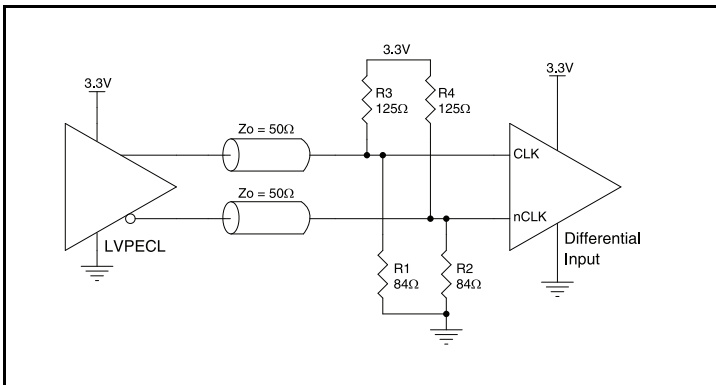 3.3V
3.3V
3.3V
R3
125Ω
R4
125Ω
Zo = 50Ω
CLK
Zo = 50Ω
nCLK
LVPECL
Differential
Input
R1
84Ω
R2
84Ω